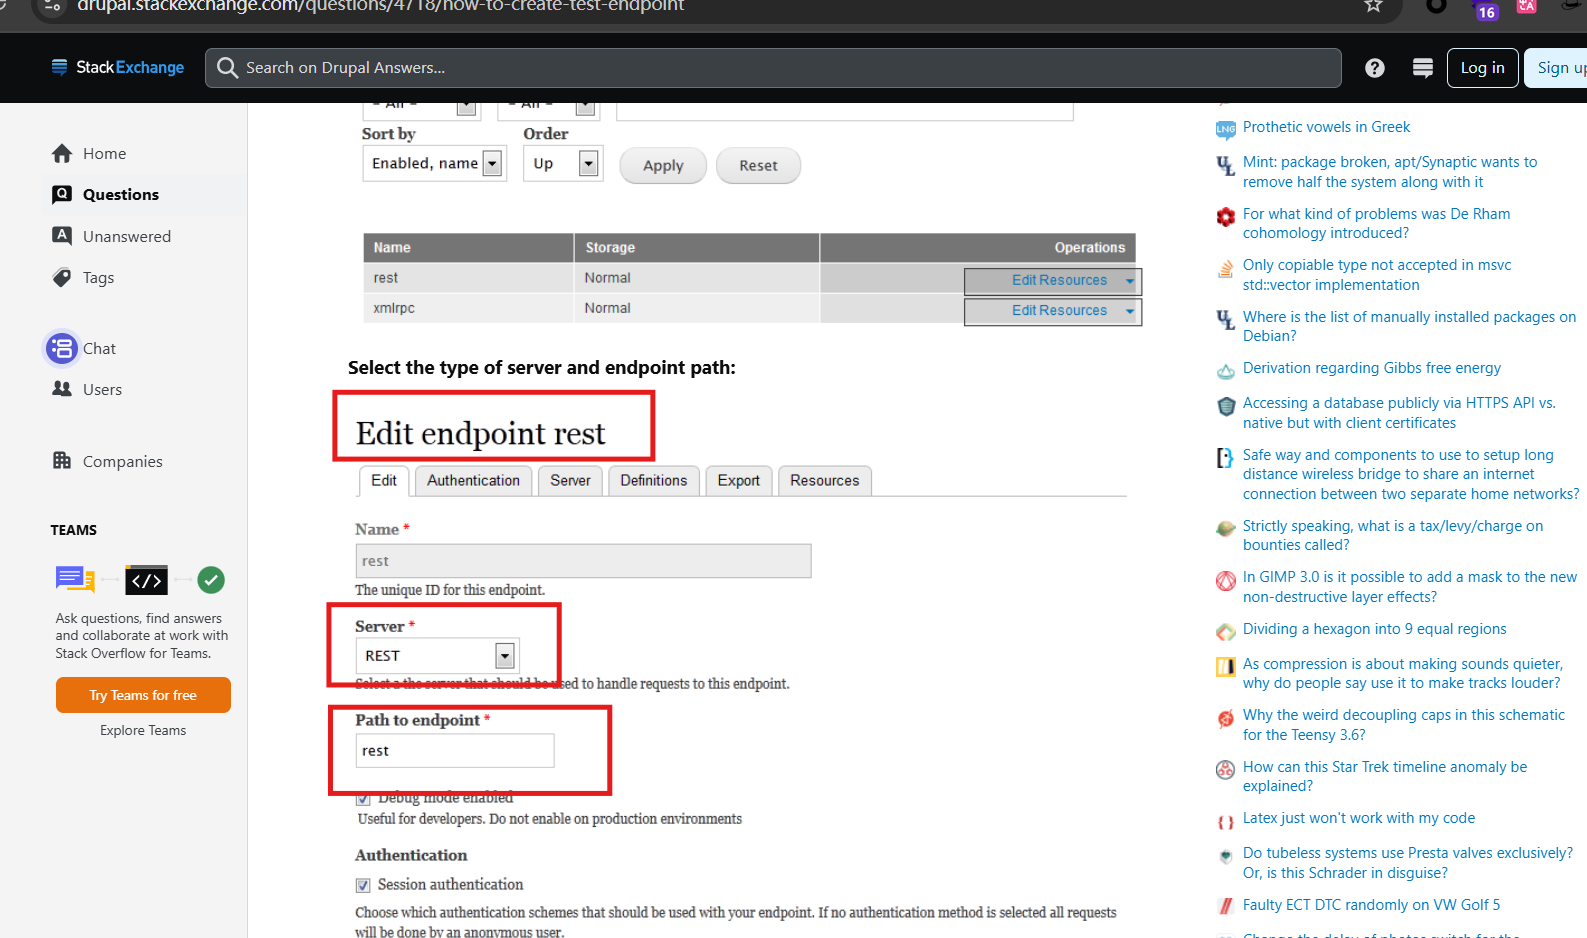 drupal.stackexchange.com/questions/4718/how-to-create-test-endpoint
16
StackExchange
Search on Drupal Answers...
Log in
Sign up
Home
Questions
Unanswered
Tags
Chat
Users
Companies
TEAMS
Ask questions, find answers
and collaborate at work with
Stack Overflow for Teams.
Try Teams for free
Explore Teams
- All -
- All -
Sort by
Order
Enabled, name
Up
Apply
Reset
Name
Storage
Operations
rest
Normal
Edit Resources
xmlrpc
Normal
Edit Resources
Select the type of server and endpoint path:
Edit endpoint rest
Edit
Authentication
Server
Definitions
Export
Resources
Name *
rest
The unique ID for this endpoint.
Server *
REST
Select a the server that should be used to handle requests to this endpoint.
Path to endpoint *
rest
Debug mode enabled
Useful for developers. Do not enable on production environments
Authentication
Session authentication
Choose which authentication schemes that should be used with your endpoint. If no authentication method is selected all requests
will be done by an anonymous user.
Prothetic vowels in Greek
Mint: package broken, apt/Synaptic wants to
remove half the system along with it
For what kind of problems was De Rham
cohomology introduced?
Only copiable type not accepted in msvc
std::vector implementation
Where is the list of manually installed packages on
Debian?
Derivation regarding Gibbs free energy
Accessing a database publicly via HTTPS API vs.
native but with client certificates
Safe way and components to use to setup long
distance wireless bridge to share an internet
connection between two separate home networks?
Strictly speaking, what is a tax/levy/charge on
bounties called?
In GIMP 3.0 is it possible to add a mask to the new
non-destructive layer effects?
Dividing a hexagon into 9 equal regions
As compression is about making sounds quieter,
why do people say use it to make tracks louder?
Why the weird decoupling caps in this schematic
for the Teensy 3.6?
How can this Star Trek timeline anomaly be
explained?
Latex just won't work with my code
Do tubeless systems use Presta valves exclusively?
Or, is this Schrader in disguise?
Faulty ECT DTC randomly on VW Golf 5